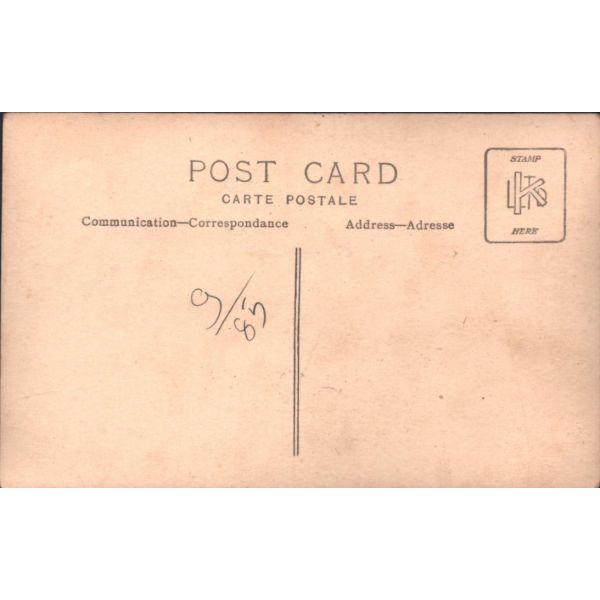 POST CARD
CARTE POSTALE
Communication—Correspondance
Address—Adresse
STAMP
HERE
9/85